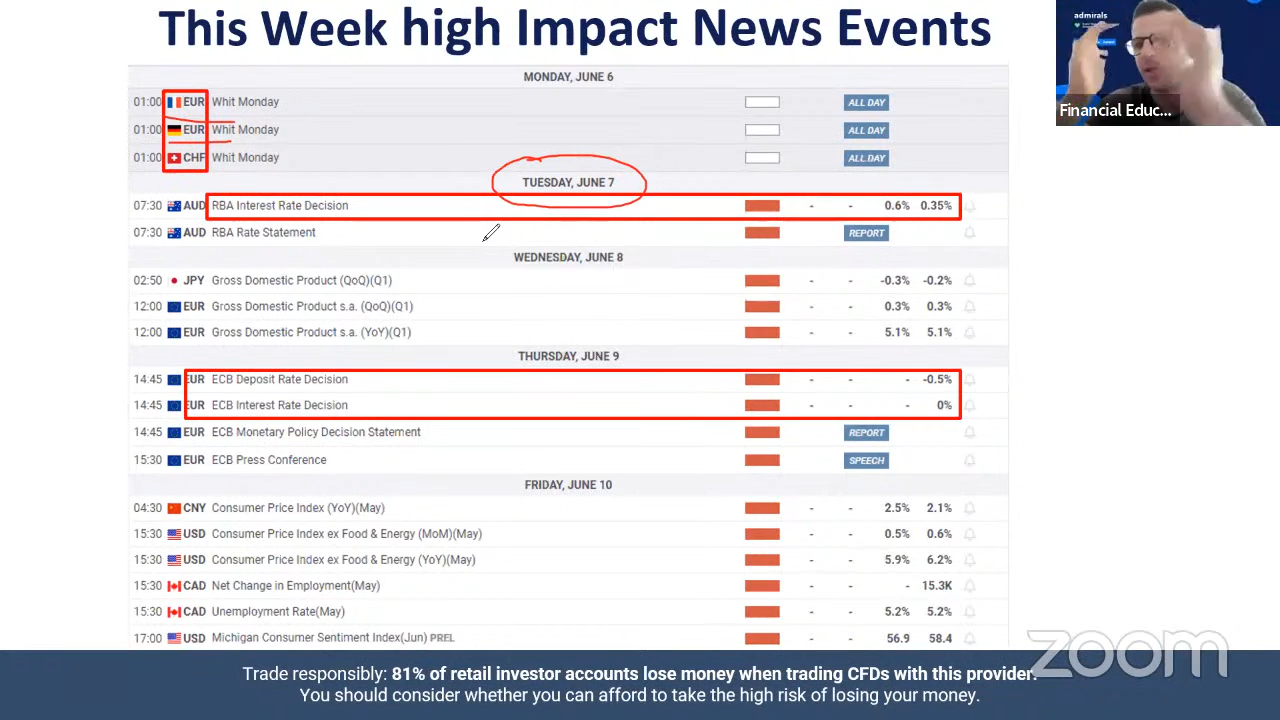 This Week high Impact News Events
admirals
Financial Educ...
MONDAY, JUNE 6
01:00 EUR Whit Monday ALL DAY
01:00 EUR Whit Monday ALL DAY
01:00 CHF Whit Monday ALL DAY
TUESDAY, JUNE 7
07:30 AUD RBA Interest Rate Decision - - 0.6% 0.35%
07:30 AUD RBA Rate Statement REPORT
WEDNESDAY, JUNE 8
02:50 JPY Gross Domestic Product (QoQ)(Q1) - - -0.3% -0.2%
12:00 EUR Gross Domestic Product s.a. (QoQ)(Q1) - - 0.3% 0.3%
12:00 EUR Gross Domestic Product s.a. (YoY)(Q1) - - 5.1% 5.1%
THURSDAY, JUNE 9
14:45 EUR ECB Deposit Rate Decision - - - -0.5%
14:45 EUR ECB Interest Rate Decision - - - 0%
14:45 EUR ECB Monetary Policy Decision Statement REPORT
15:30 EUR ECB Press Conference SPEECH
FRIDAY, JUNE 10
04:30 CNY Consumer Price Index (YoY)(May) - - 2.5% 2.1%
15:30 USD Consumer Price Index ex Food & Energy (MoM)(May) - - 0.5% 0.6%
15:30 USD Consumer Price Index ex Food & Energy (YoY)(May) - - 5.9% 6.2%
15:30 CAD Net Change in Employment(May) - - - 15.3K
15:30 CAD Unemployment Rate(May) - - 5.2% 5.2%
17:00 USD Michigan Consumer Sentiment Index(Jun) PREL - - 56.9 58.4
zoom
Trade responsibly: 81% of retail investor accounts lose money when trading CFDs with this provider.
You should consider whether you can afford to take the high risk of losing your money.